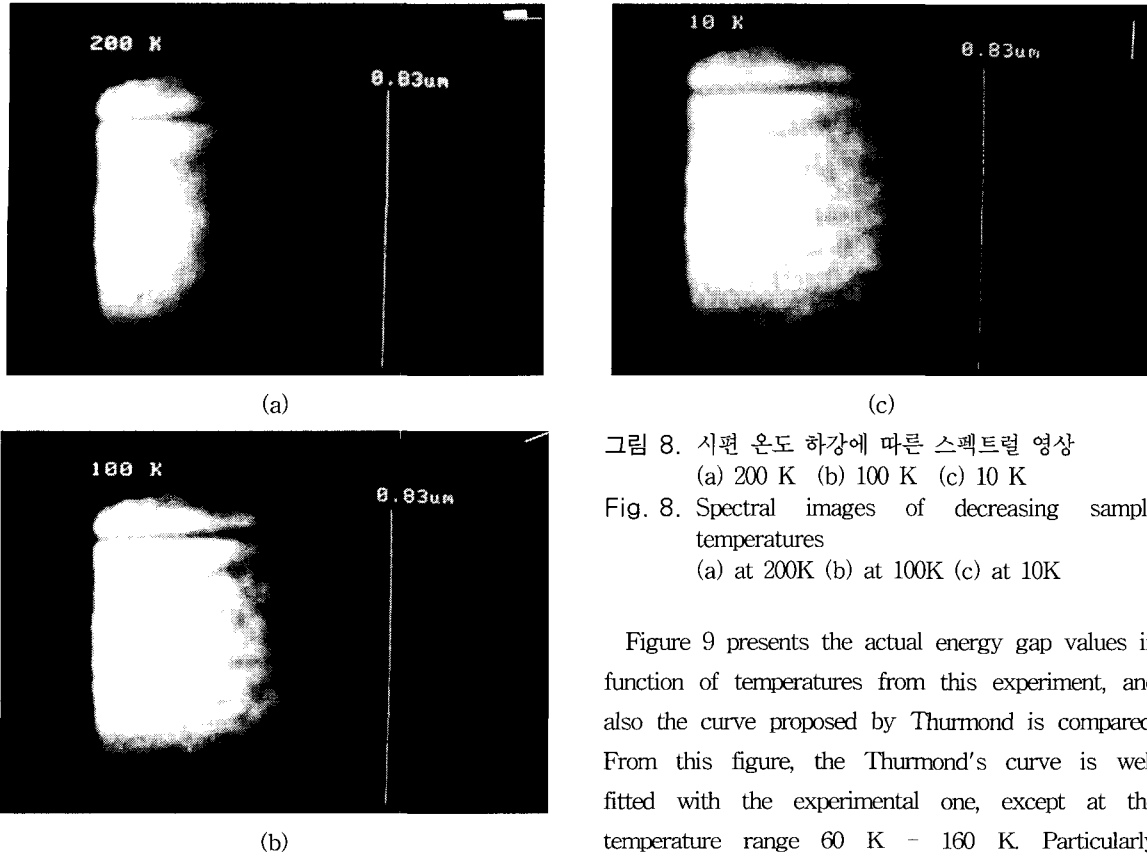 200 K
0.83um
(a)
100 K
0.83um
(b)
10 K
0.83um
(c)
그림 8. 시편 온도 하강에 따른 스펙트럴 영상
(a) 200 K (b) 100 K (c) 10 K
Fig. 8. Spectral images of decreasing sampl
temperatures
(a) at 200K (b) at 100K (c) at 10K
Figure 9 presents the actual energy gap values i
function of temperatures from this experiment, and
also the curve proposed by Thurmond is compared
From this figure, the Thurmond's curve is wel
fitted with the experimental one, except at th
temperature range 60 K - 160 K. Particularly